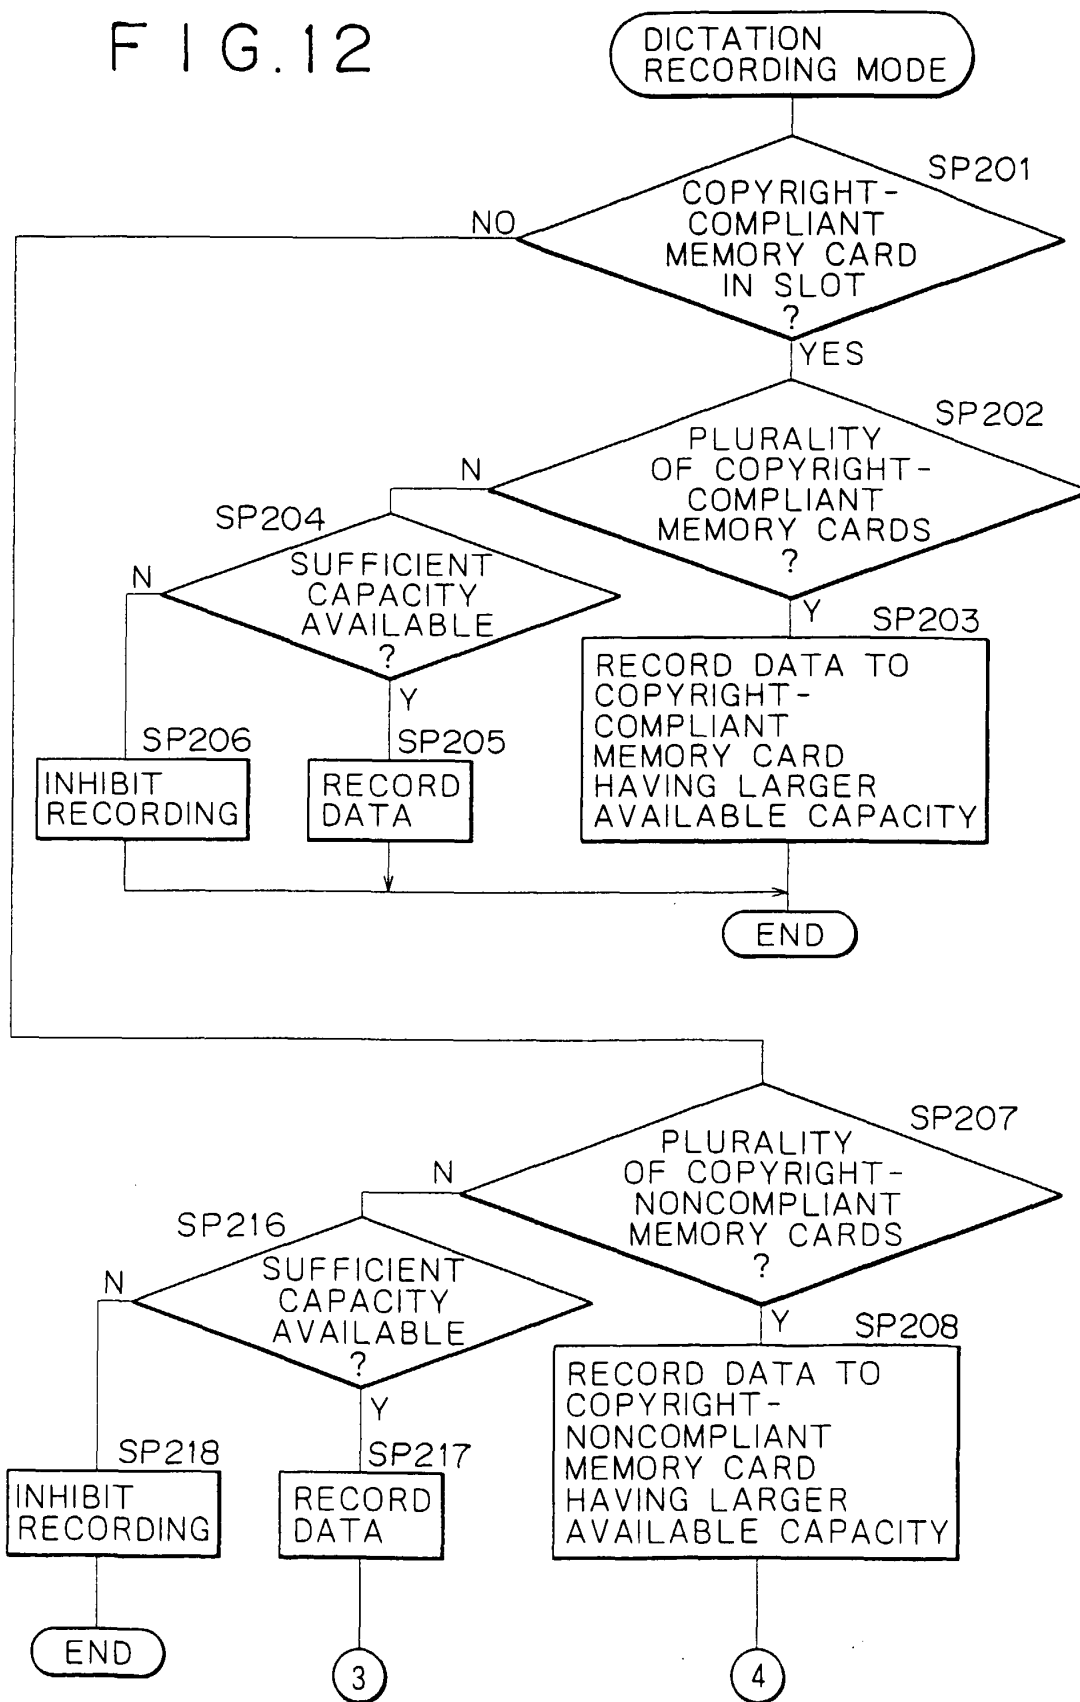 FIG.12
DICTATION
RECORDING MODE
SP201
COPYRIGHT-
COMPLIANT
MEMORY CARD
IN SLOT
?
NO
YES
SP202
PLURALITY
OF COPYRIGHT-
COMPLIANT
MEMORY CARDS
?
N
Y
SP204
SUFFICIENT
CAPACITY
AVAILABLE
?
N
Y
SP203
RECORD DATA TO
COPYRIGHT-
COMPLIANT
MEMORY CARD
HAVING LARGER
AVAILABLE CAPACITY
SP206
INHIBIT
RECORDING
SP205
RECORD
DATA
END
SP207
PLURALITY
OF COPYRIGHT-
NONCOMPLIANT
MEMORY CARDS
?
N
Y
SP216
SUFFICIENT
CAPACITY
AVAILABLE
?
N
Y
SP208
RECORD DATA TO
COPYRIGHT-
NONCOMPLIANT
MEMORY CARD
HAVING LARGER
AVAILABLE CAPACITY
SP218
INHIBIT
RECORDING
SP217
RECORD
DATA
END
3
4